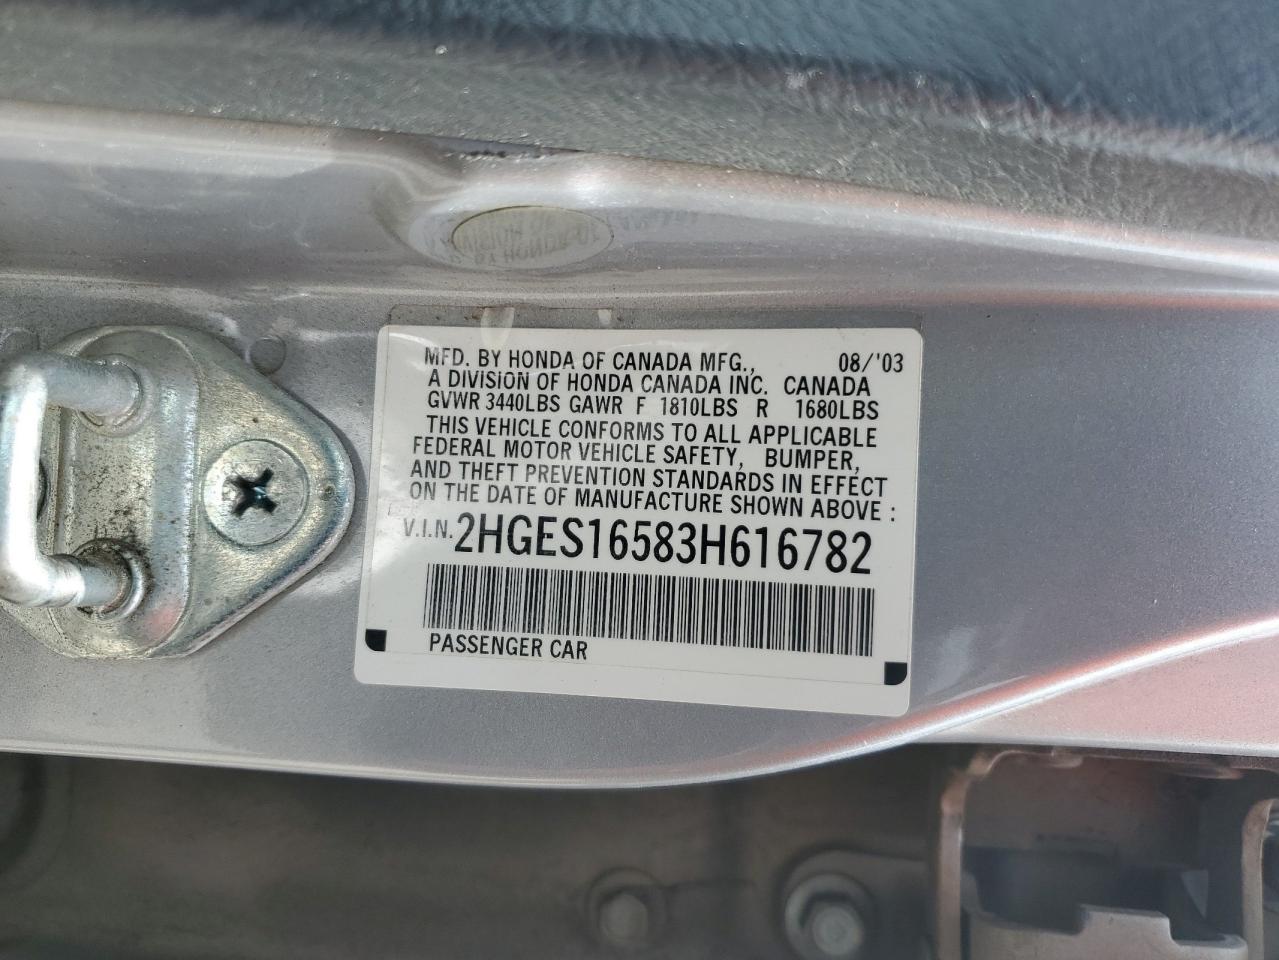 MFD. BY HONDA OF CANADA MFG., 08/'03
A DIVISION OF HONDA CANADA INC. CANADA
GVWR 3440LBS GAWR F 1810LBS R 1680LBS
THIS VEHICLE CONFORMS TO ALL APPLICABLE
FEDERAL MOTOR VEHICLE SAFETY, BUMPER,
AND THEFT PREVENTION STANDARDS IN EFFECT
ON THE DATE OF MANUFACTURE SHOWN ABOVE :
V.I.N. 2HGES16583H616782
PASSENGER CAR